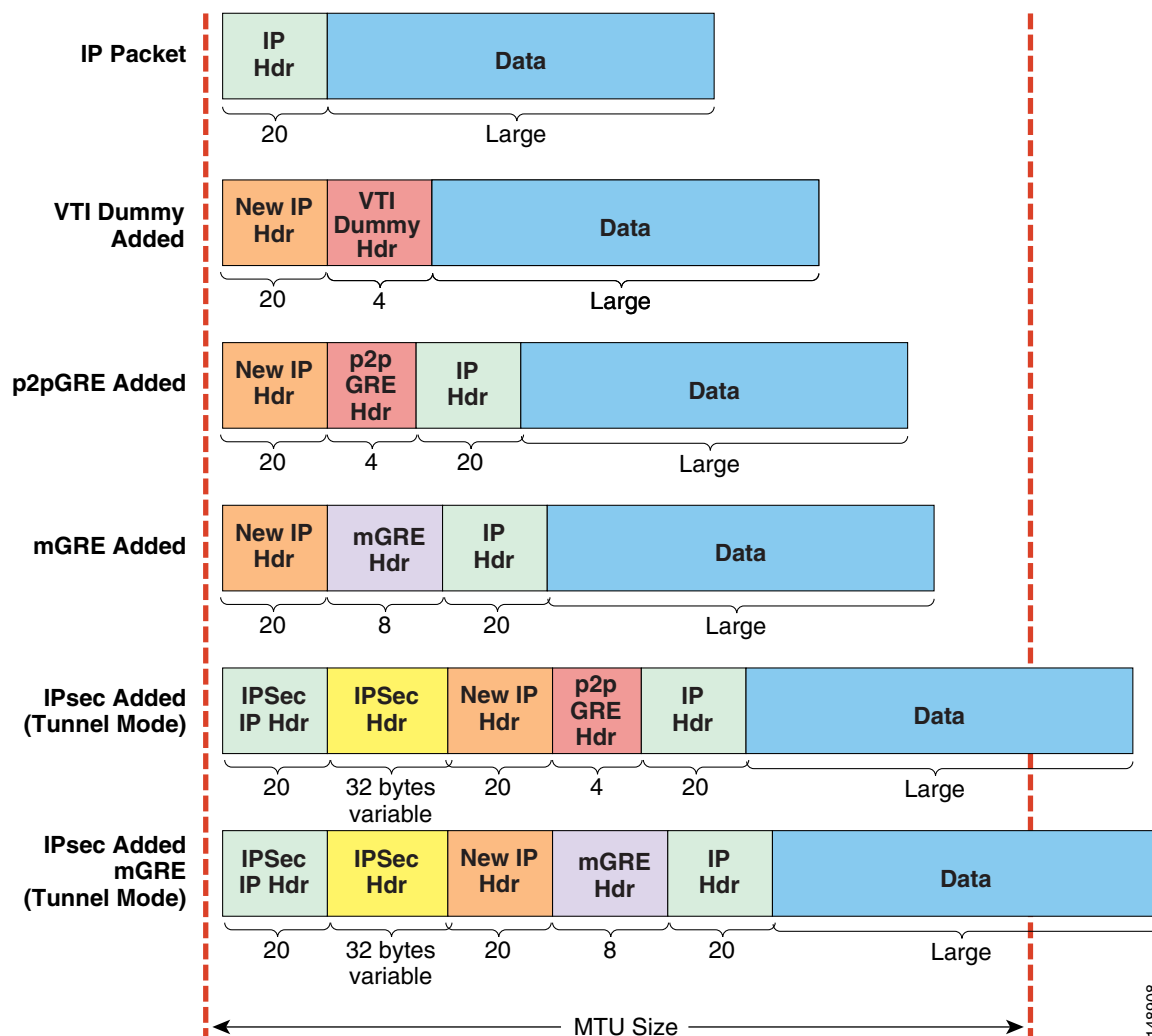 IP Packet
IP
Hdr
Data
20
Large
VTI Dummy
Added
New IP
Hdr
VTI
Dummy
Hdr
Data
20
4
Large
p2pGRE Added
New IP
Hdr
p2p
GRE
Hdr
IP
Hdr
Data
20
4
20
Large
mGRE Added
New IP
Hdr
mGRE
Hdr
IP
Hdr
Data
20
8
20
Large
IPsec Added
(Tunnel Mode)
IPSec
IP Hdr
IPSec
Hdr
New IP
Hdr
p2p
GRE
Hdr
IP
Hdr
Data
20
32 bytes
variable
20
4
20
Large
IPsec Added
mGRE
(Tunnel Mode)
IPSec
IP Hdr
IPSec
Hdr
New IP
Hdr
mGRE
Hdr
IP
Hdr
Data
20
32 bytes
variable
20
8
20
Large
MTU Size